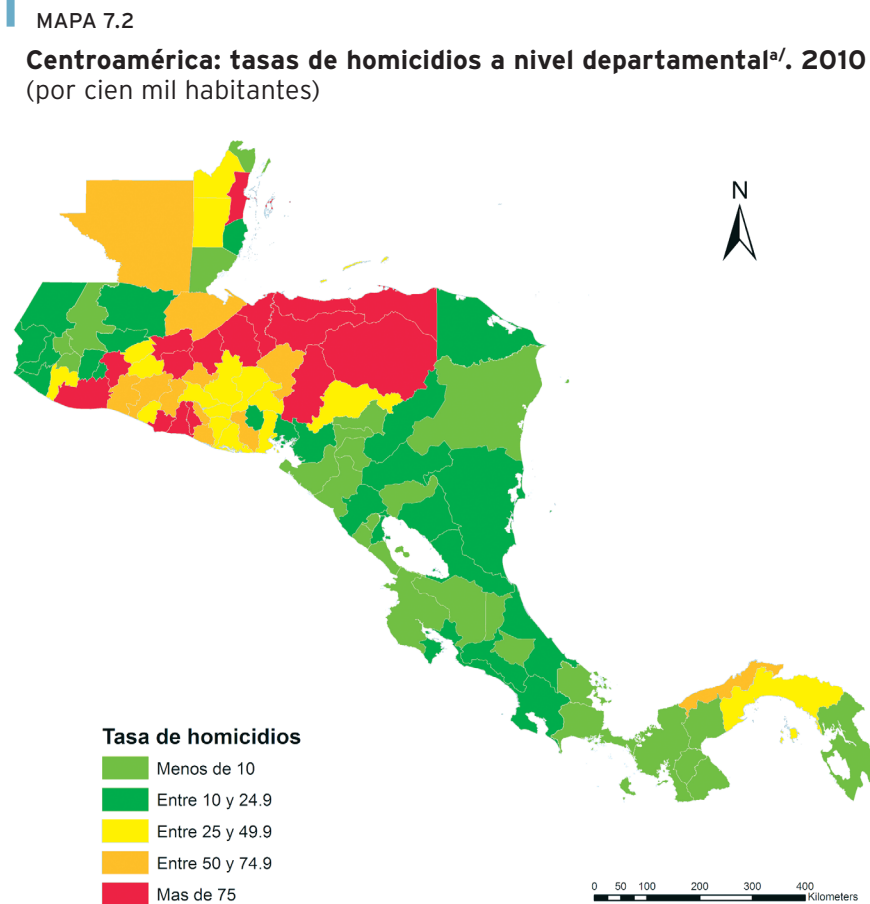 MAPA 7.2
Centroamérica: tasas de homicidios a nivel departamentalª/. 2010
(por cien mil habitantes)
N
Tasa de homicidios
Menos de 10
Entre 10 y 24.9
Entre 25 y 49.9
Entre 50 y 74.9
Mas de 75
0 50 100 200 300 400
Kilometers